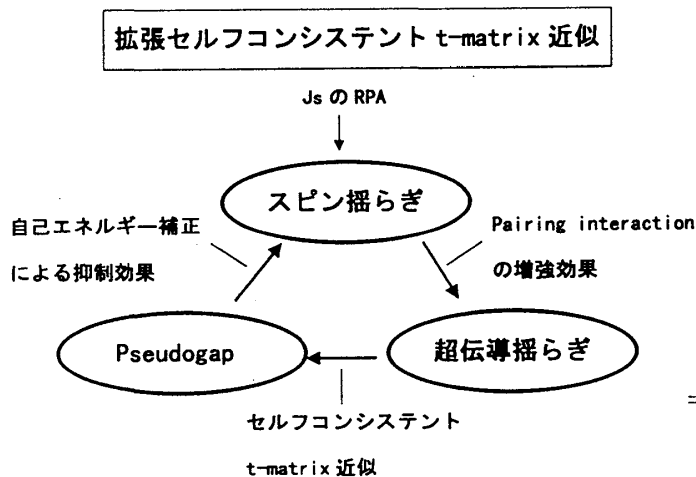 拡張セルフコンシステント t-matrix 近似
Js の RPA
スピン揺らぎ
自己エネルギー補正
による抑制効果
Pairing interaction
の増強効果
Pseudogap
超伝導揺らぎ
セルフコンシステント
t-matrix 近似